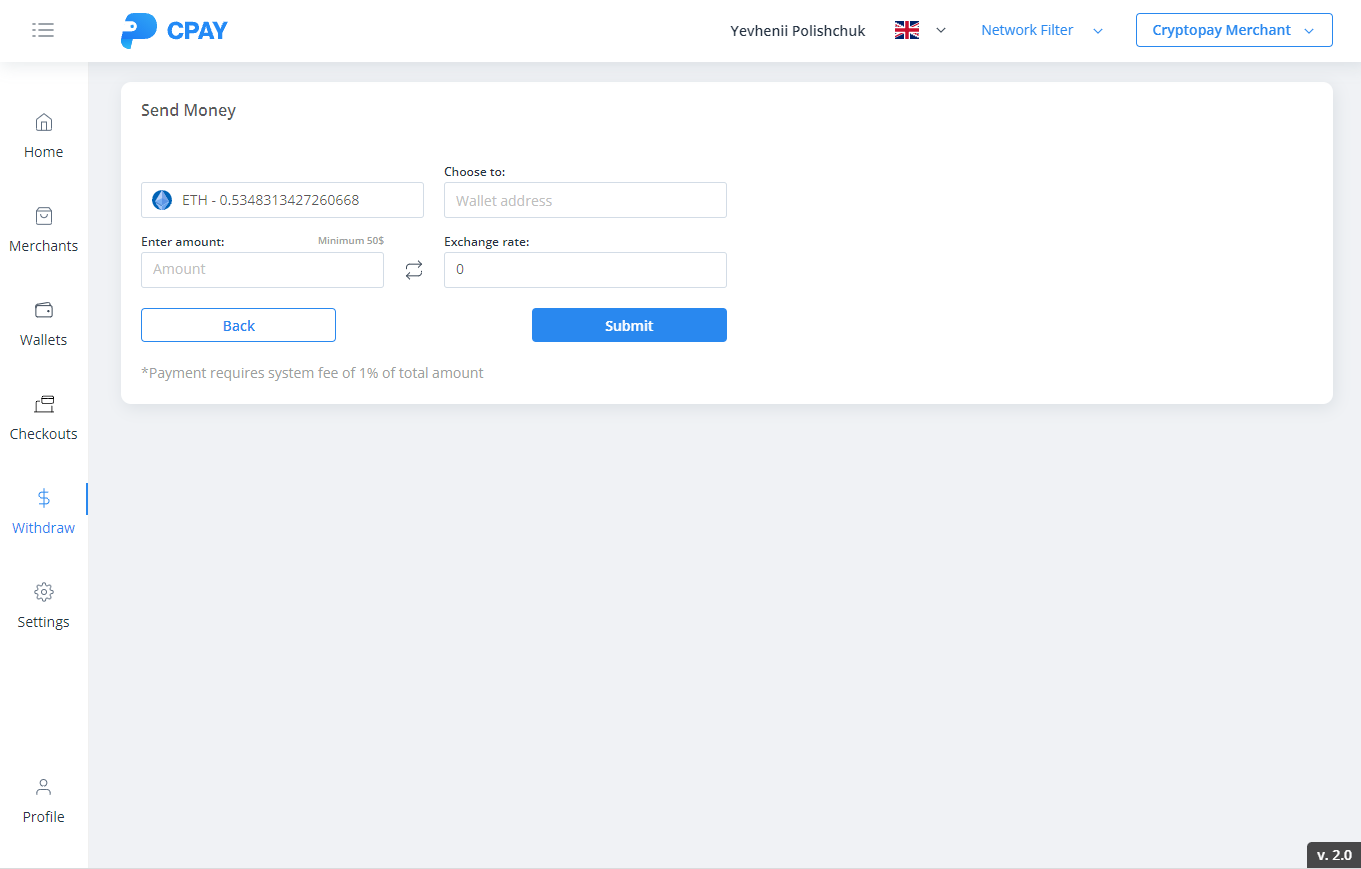 CPAY
Yevhenii Polishchuk
Network Filter
Cryptopay Merchant
Home
Merchants
Wallets
Checkouts
Withdraw
Settings
Profile
Send Money
Choose to:
ETH - 0.5348313427260668
Wallet address
Enter amount:
Minimum 50$
Exchange rate:
Amount
0
Back
Submit
*Payment requires system fee of 1% of total amount
v. 2.0